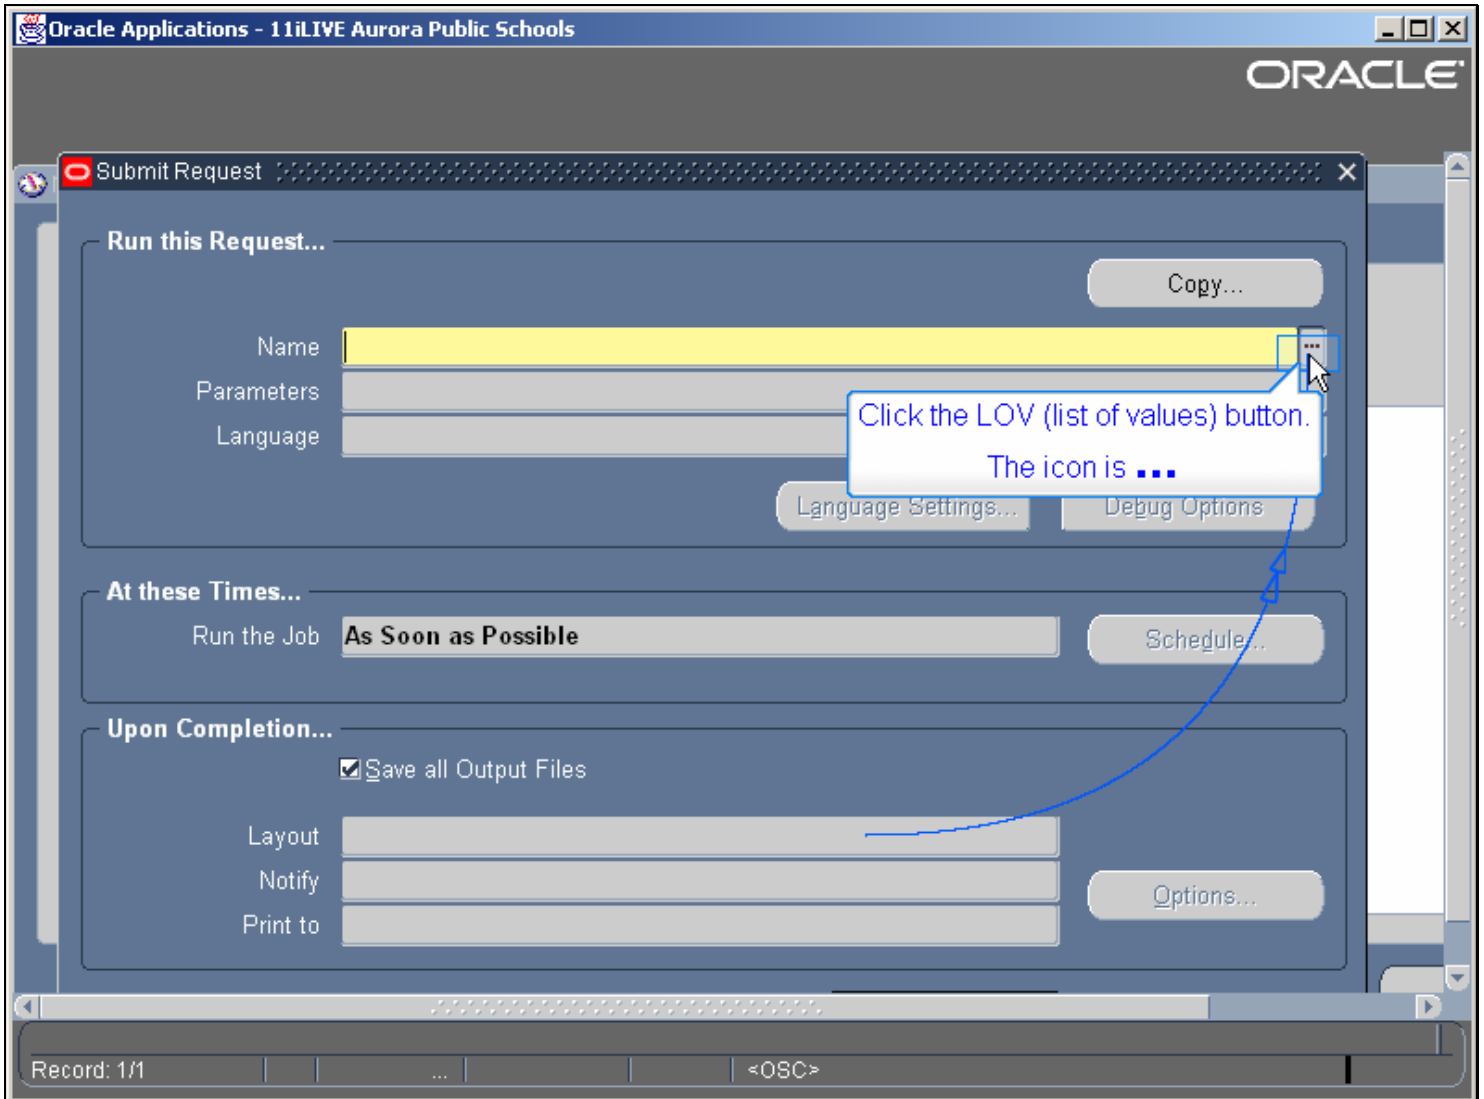 Oracle Applications - 11iLIVE Aurora Public Schools
ORACLE
Submit Request
Run this Request...
Copy...
Name
...
Parameters
Click the LOV (list of values) button.
Language
The icon is ...
Language Settings...
Debug Options
At these Times...
Run the Job
As Soon as Possible
Schedule...
Upon Completion...
Save all Output Files
Layout
Notify
Options...
Print to
Record: 1/1
...
<OSC>